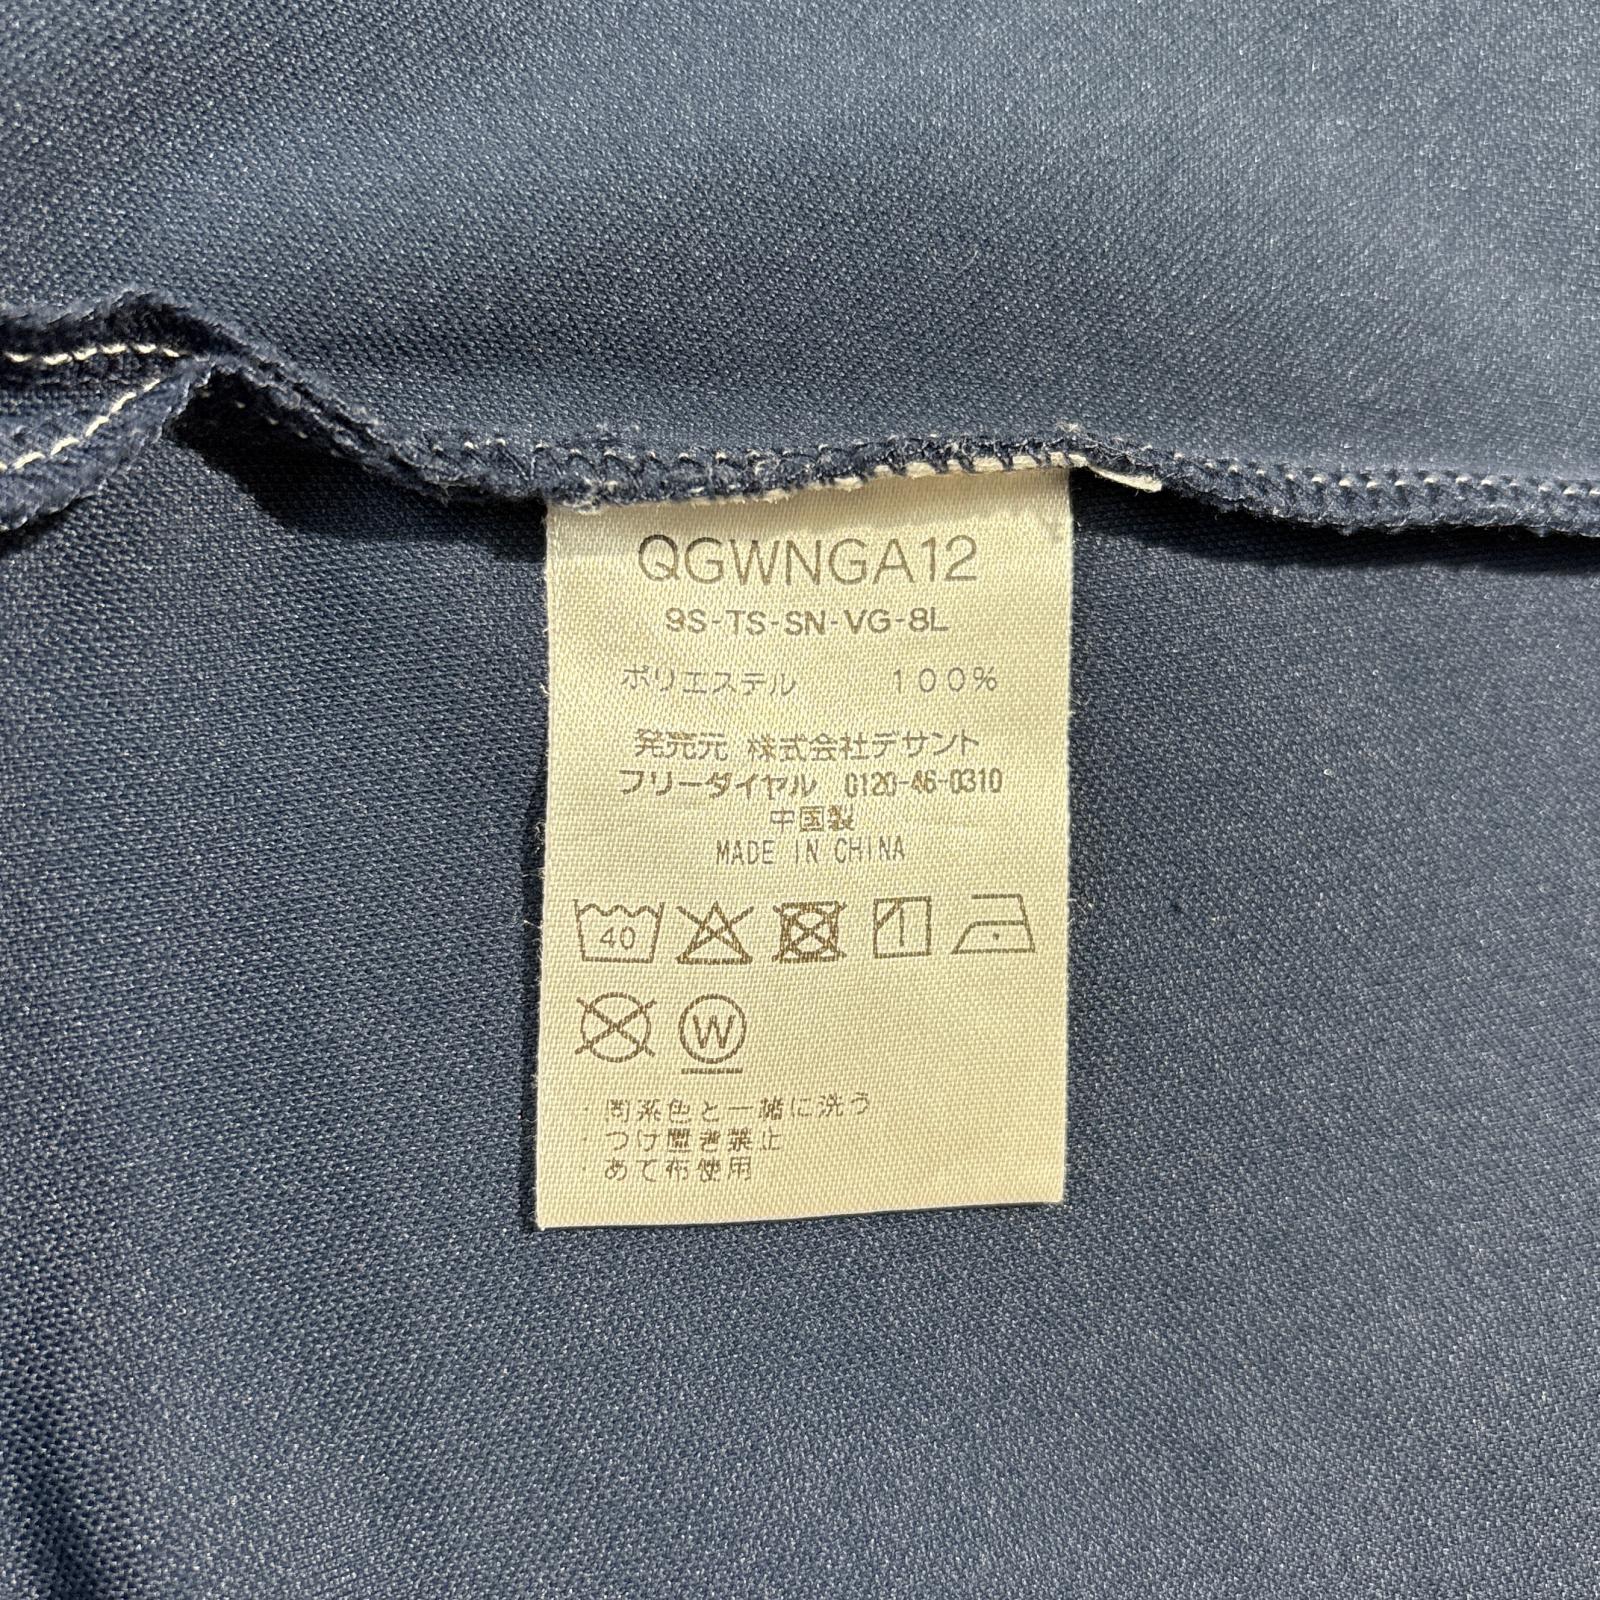 QGWNGA12
9S-TS-SN-VG-8L
ポリエステル 100%
発売元 株式会社デサント
フリーダイヤル 0120-46-0310
中国製
MADE IN CHINA
40
W
・同系色と一緒に洗う
・つけ置き禁止
・あて布使用